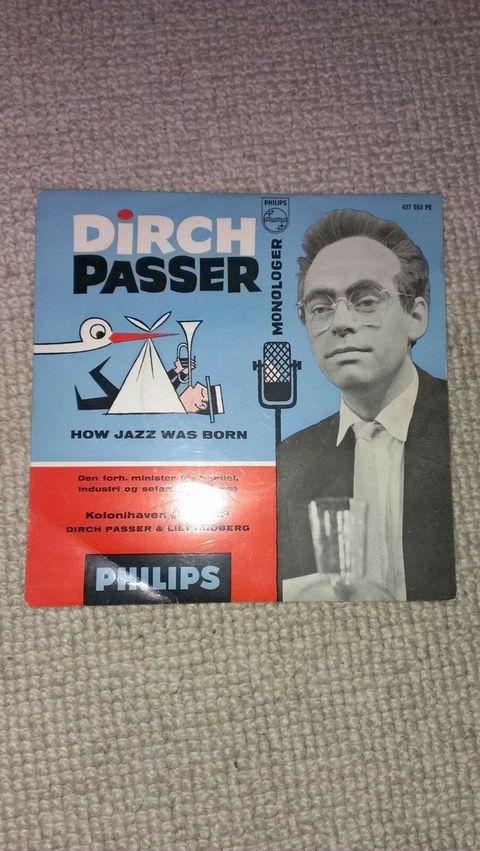 DiRCH
PASSER
PHILIPS
427 955 PE
MONOLOGER
HOW JAZZ WAS BORN
Den forh. minister for handel,
industri og søfart
Kolonihaven
DIRCH PASSER &
PHILIPS